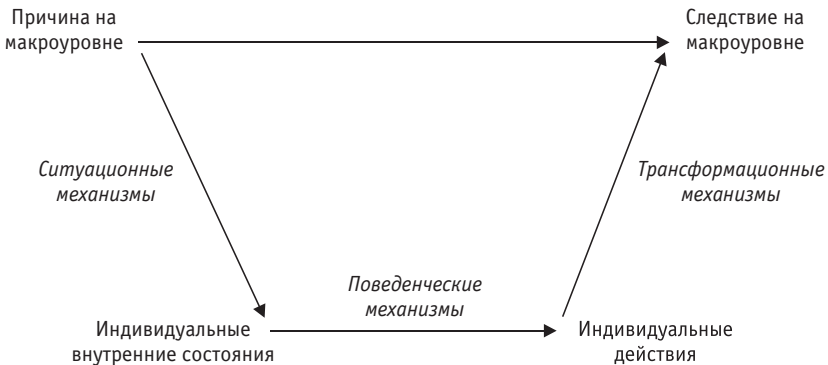 Причина на
макроуровне
Следствие на
макроуровне
Ситуационные
механизмы
Трансформационные
механизмы
Поведенческие
механизмы
Индивидуальные
внутренние состояния
Индивидуальные
действия